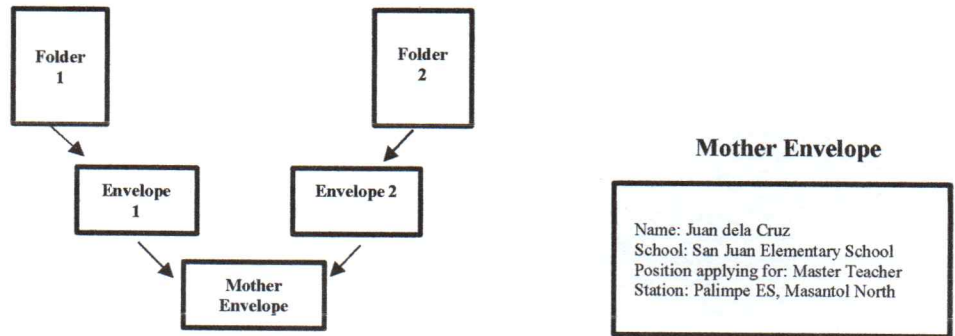 Folder
1
Folder
2
Envelope
1
Envelope 2
Mother
Envelope
Mother Envelope
Name: Juan dela Cruz
School: San Juan Elementary School
Position applying for: Master Teacher
Station: Palimpe ES, Masantol North